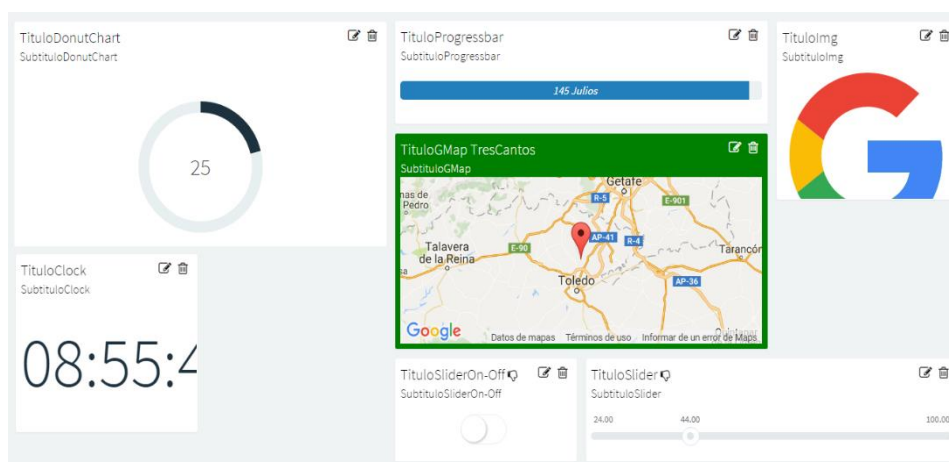 TituloDonutChart
SubtituloDonutChart
25
TituloProgressbar
SubtituloProgressbar
145 Julios
TituloImg
SubtituloImg
TituloGMap TresCantos
SubtituloGMap
nas de
Pedro
Getafe
R-5
E-901
AP-41
R-4
Talavera
de la Reina
E-90
Tarancón
Toledo
AP-36
Google
Datos de mapas Términos de uso Informar de un error de Maps
TituloClock
SubtituloClock
08:55:4
TituloSliderOn-Off
SubtituloSliderOn-Off
TituloSlider
SubtituloSlider
24.00 44.00 100.00